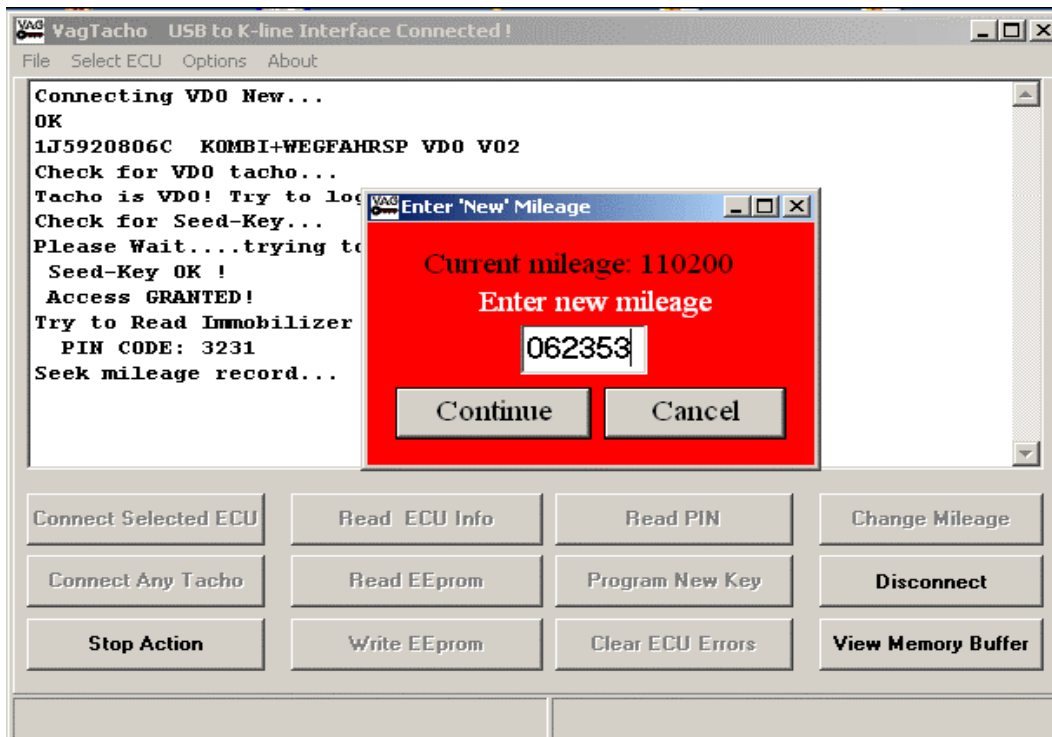 VAG VagTacho USB to K-line Interface Connected !
File Select ECU Options About
Connecting VDO New...
OK
1J5920806C KOMBI+WEGFAHRSP VDO V02
Check for VDO tacho...
Tacho is VDO! Try to log
Check for Seed-Key...
Please Wait....trying to
Seed-Key OK !
Access GRANTED!
Try to Read Immobilizer
PIN CODE: 3231
Seek mileage record...
VAG Enter 'New' Mileage
Current mileage: 110200
Enter new mileage
062353
Continue Cancel
Connect Selected ECU Read ECU Info Read PIN Change Mileage
Connect Any Tacho Read EEprom Program New Key Disconnect
Stop Action Write EEprom Clear ECU Errors View Memory Buffer